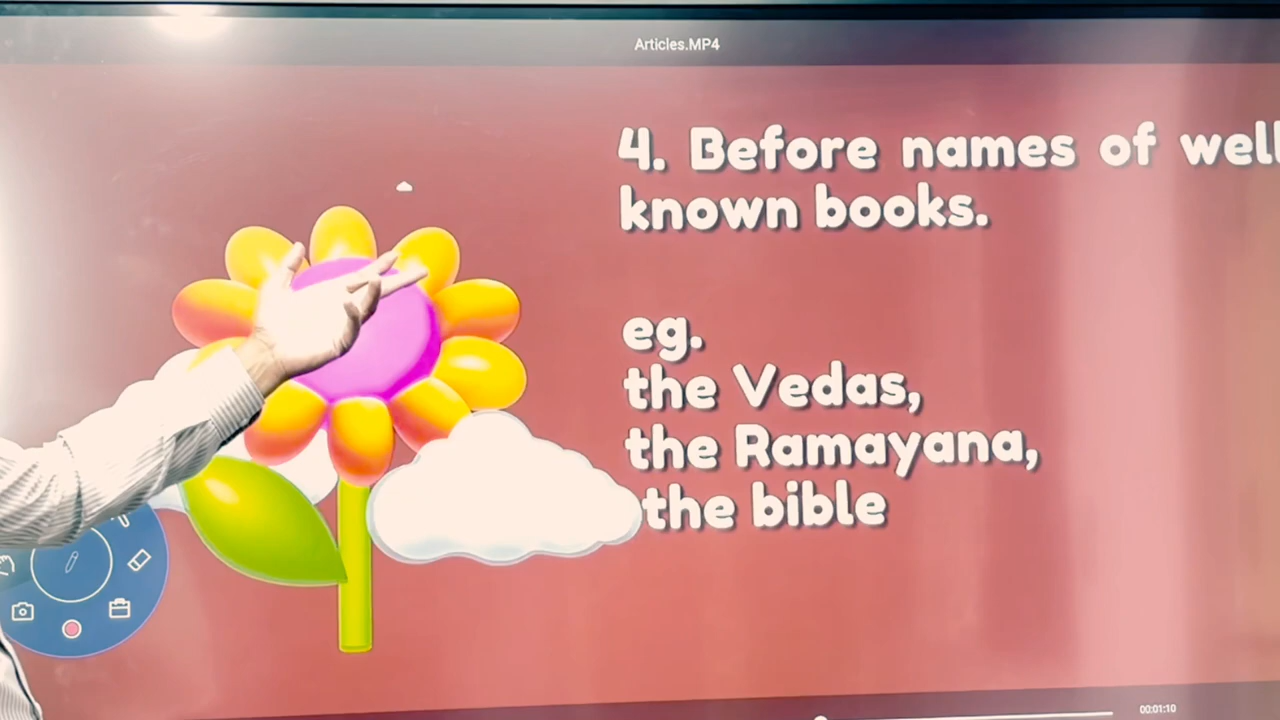 Articles.MP4
4. Before names of well
known books.
eg.
the Vedas,
the Ramayana,
the bible
00:01:10